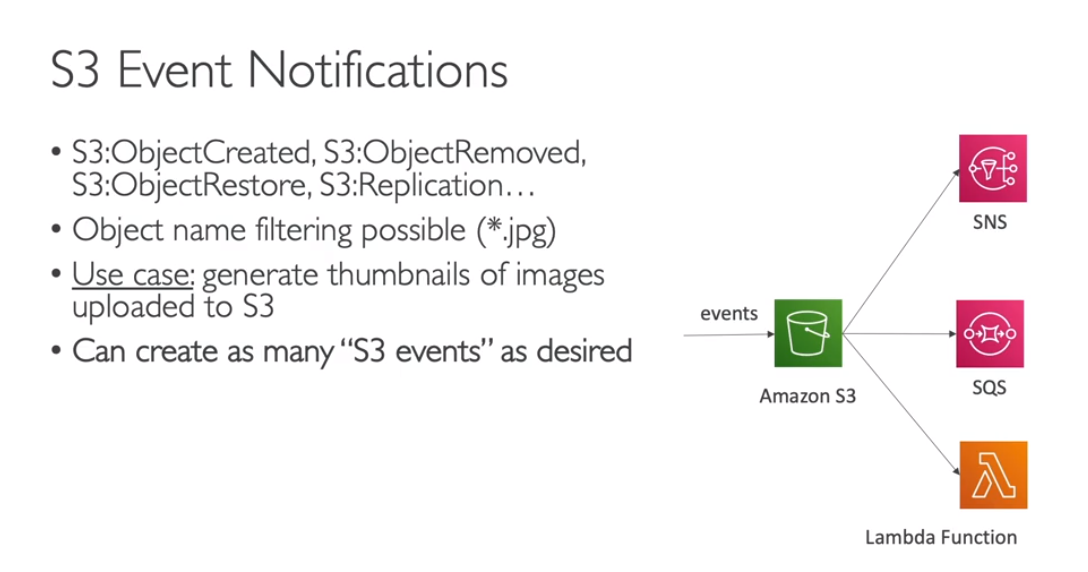 S3 Event Notifications
• S3:ObjectCreated, S3:ObjectRemoved,
S3:ObjectRestore, S3:Replication…
• Object name filtering possible (*.jpg)
• Use case: generate thumbnails of images
uploaded to S3
• Can create as many “S3 events” as desired
events
Amazon S3
SNS
SQS
Lambda Function